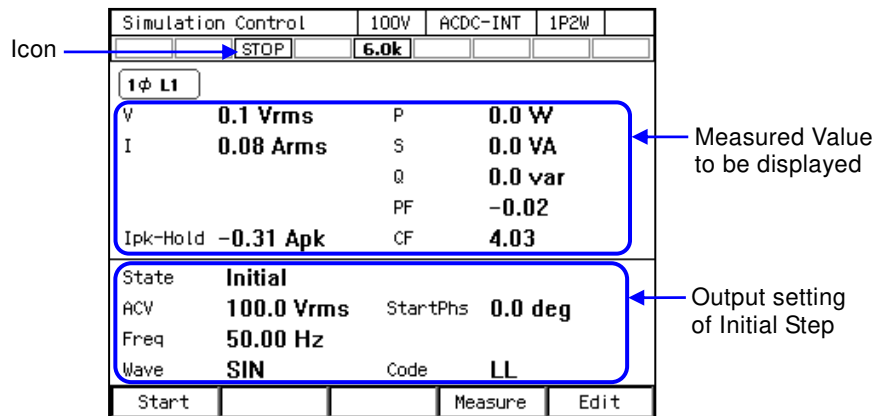 Simulation Control 100V ACDC-INT 1P2W
Icon STOP 6.0k
1ϕ L1
V 0.1 Vrms P 0.0 W
I 0.08 Arms S 0.0 VA
Q 0.0 var
PF -0.02
Ipk-Hold -0.31 Apk CF 4.03
Measured Value
to be displayed
State Initial
ACV 100.0 Vrms StartPhs 0.0 deg
Freq 50.00 Hz
Wave SIN Code LL
Output setting
of Initial Step
Start Measure Edit